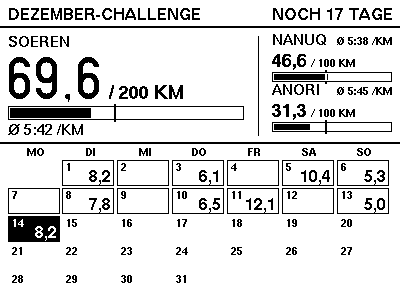 DEZEMBER-CHALLENGE NOCH 17 TAGE
SOEREN
69,6 / 200 KM
Ø 5:42 /KM
NANUQ Ø 5:38 /KM
46,6 / 100 KM
ANORI Ø 5:45 /KM
31,3 / 100 KM
MO DI MI DO FR SA SO
1 8,2 2 3 6,1 4 5 10,4 6 5,3
7 8 7,8 9 10 6,5 11 12,1 12 13 5,0
14 8,2 15 16 17 18 19 20
21 22 23 24 25 26 27
28 29 30 31